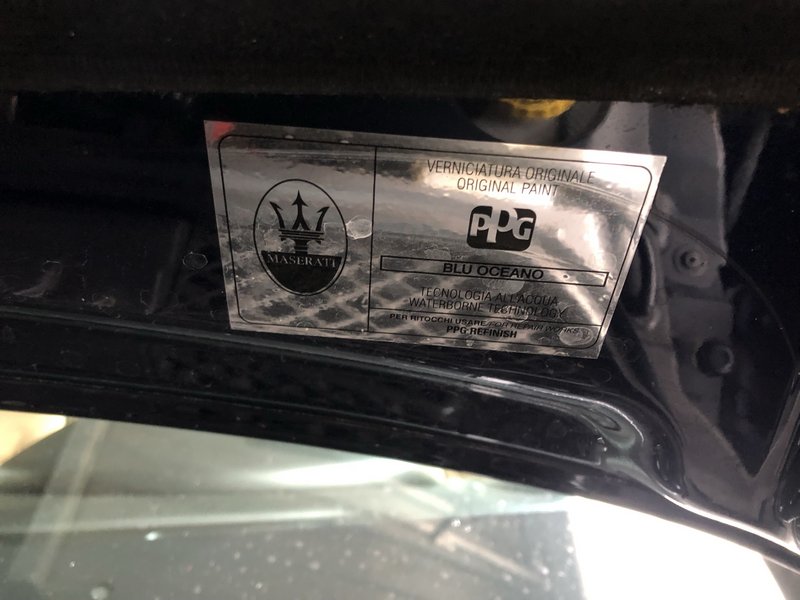 MASERATI
VERNICIATURA ORIGINALE
ORIGINAL PAINT
PPG
BLU OCEANO
TECNOLOGIA ALL'ACQUA
WATERBORNE TECHNOLOGY
PER RITOCCHI USARE/FOR REPAIR WORKS
PPG REFINISH